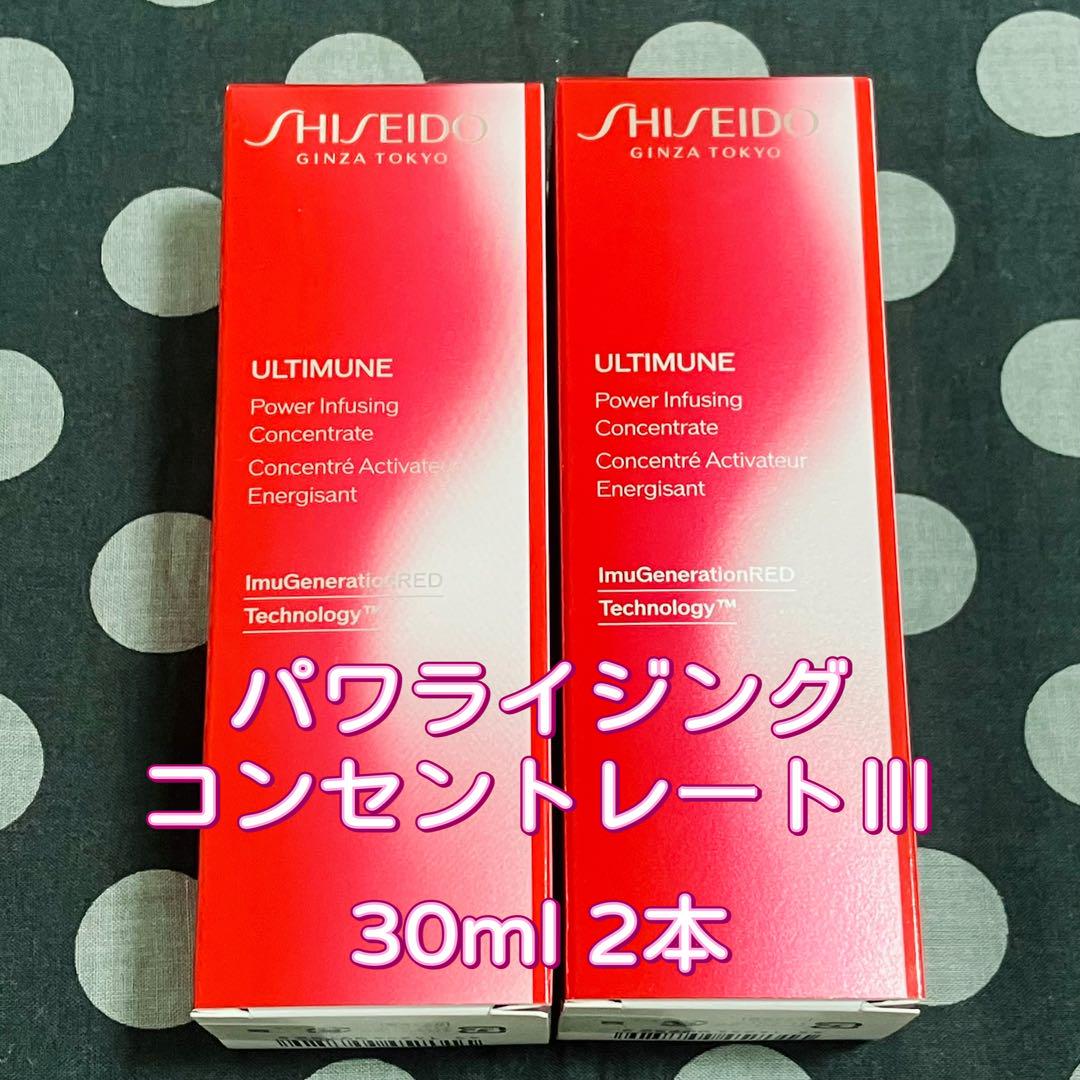 SHISEIDO
GINZA TOKYO
ULTIMUNE
Power Infusing
Concentrate
Concentré Activateur
Energisant
ImuGenerationRED
Technology™
SHISEIDO
GINZA TOKYO
ULTIMUNE
Power Infusing
Concentrate
Concentré Activateur
Energisant
ImuGenerationRED
Technology™
パワライジング
コンセントレートIII
30ml 2本